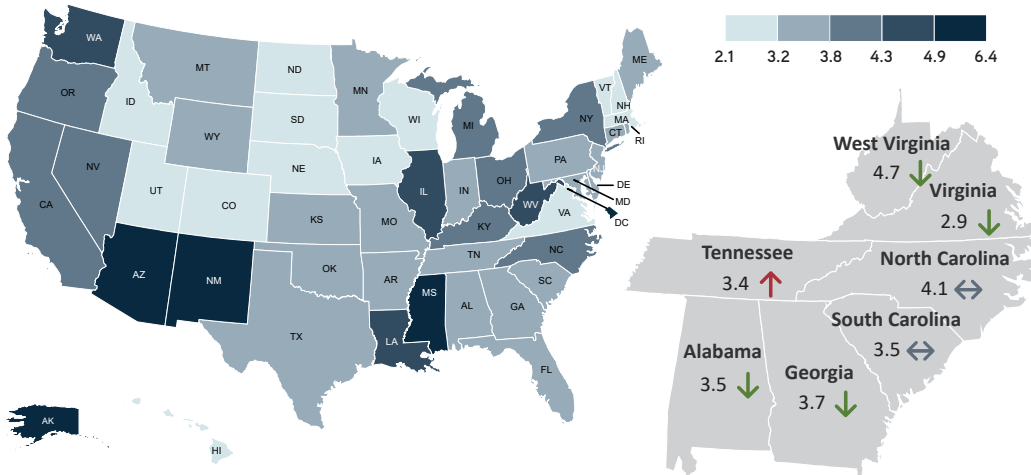 WA
OR
CA
NV
ID
MT
WY
UT
CO
AZ
NM
ND
SD
NE
KS
OK
TX
MN
IA
MO
AR
LA
WI
IL
MI
IN
OH
KY
TN
MS
AL
GA
FL
SC
NC
VA
WV
PA
NY
VT
NH
ME
MA
CT
RI
NJ
DE
MD
DC
AK
HI
2.1 3.2 3.8 4.3 4.9 6.4
West Virginia
4.7
Virginia
2.9
Tennessee
3.4
North Carolina
4.1
South Carolina
3.5
Alabama
3.5
Georgia
3.7